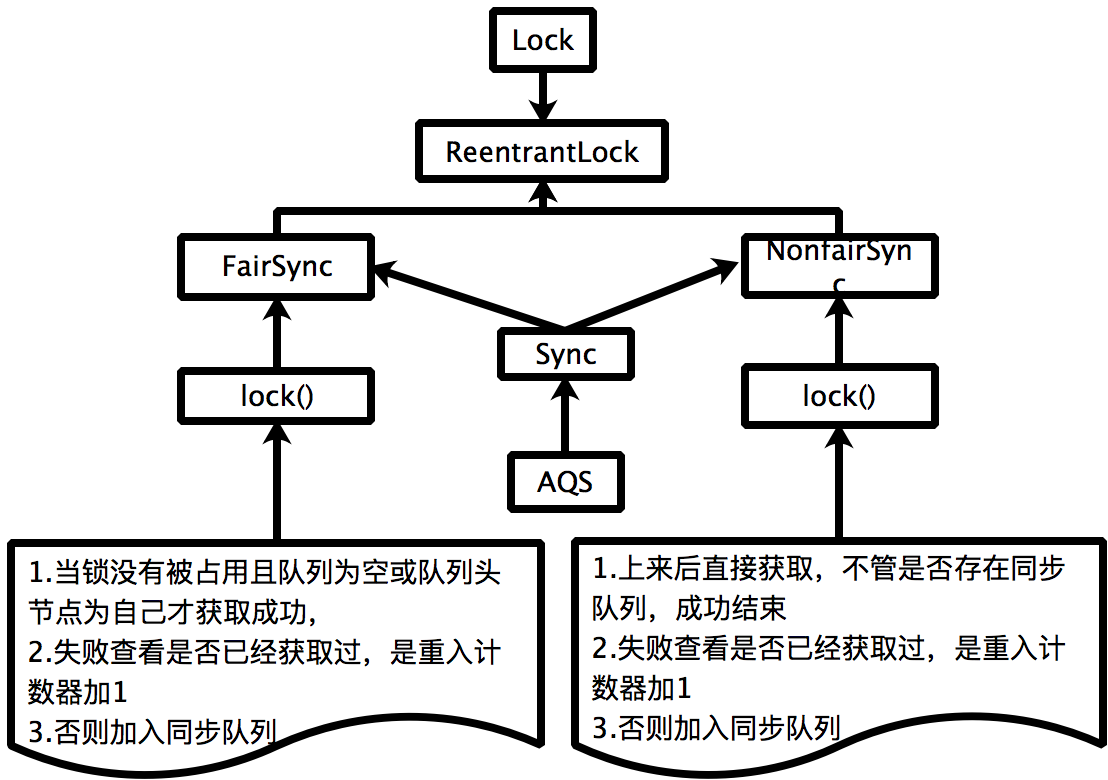 Lock
ReentrantLock
FairSync
NonfairSyn
c
Sync
lock()
lock()
AQS
1.当锁没有被占用且队列为空或队列头
节点为自己才获取成功，
2.失败查看是否已经获取过，是重入计
数器加1
3.否则加入同步队列
1.上来后直接获取，不管是否存在同步
队列，成功结束
2.失败查看是否已经获取过，是重入计
数器加1
3.否则加入同步队列